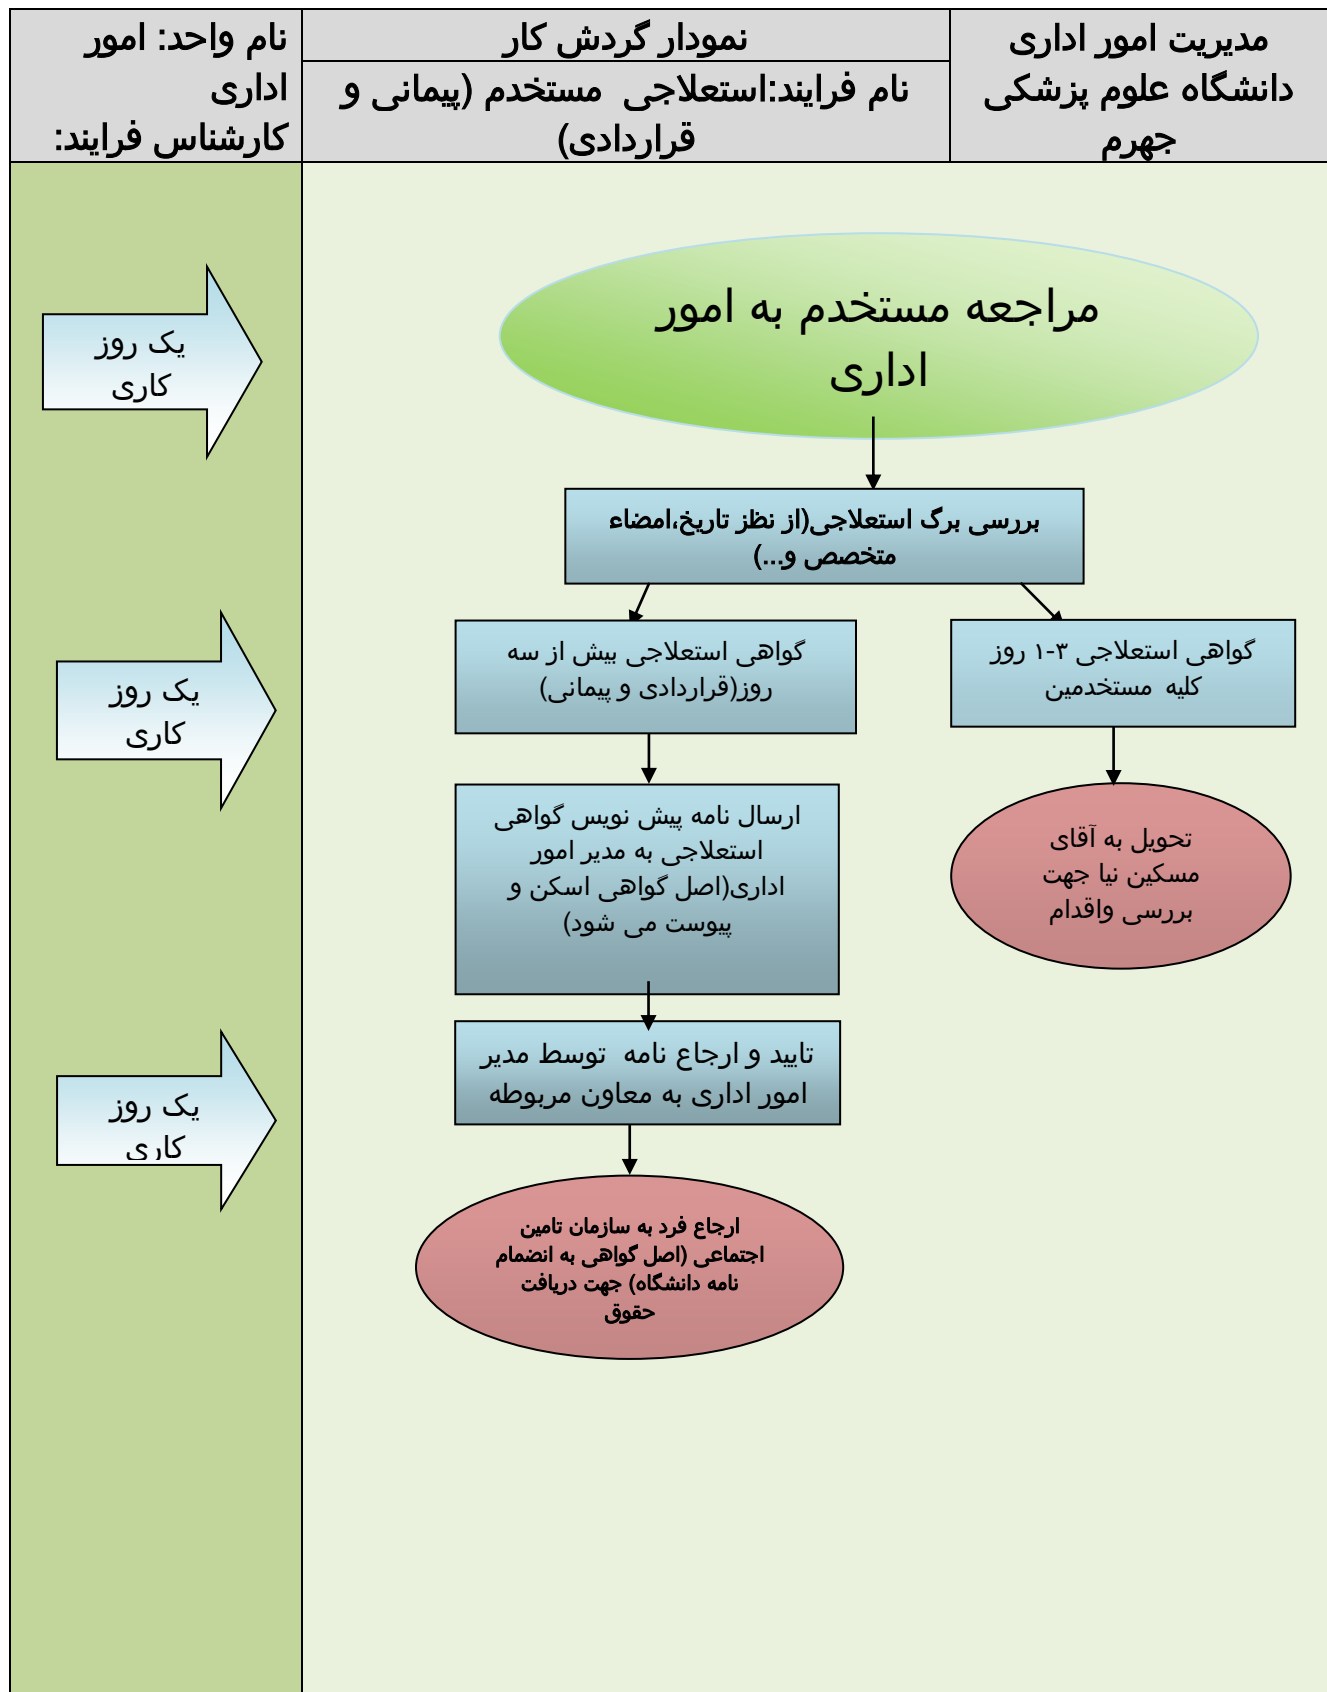 مدیریت امور اداری
دانشگاه علوم پزشکی
جهرم
نمودار گردش کار
نام فرایند:استعلاجی مستخدم (پیمانی و
قراردادی)
نام واحد: امور
اداری
کارشناس فرایند:
مراجعه مستخدم به امور
اداری
یک روز
کاری
بررسی برگ استعلاجی(از نظز تاریخ،امضاء
متخصص و...)
گواهی استعلاجی ۳-۱ روز
کلیه مستخدمین
گواهی استعلاجی بیش از سه
روز(قراردادی و پیمانی)
یک روز
کاری
تحویل به آقای
مسکین نیا جهت
بررسی واقدام
ارسال نامه پیش نویس گواهی
استعلاجی به مدیر امور
اداری(اصل گواهی اسکن و
پیوست می شود)
تایید و ارجاع نامه توسط مدیر
امور اداری به معاون مربوطه
یک روز
کاری
ارجاع فرد به سازمان تامین
اجتماعی (اصل گواهی به انضمام
نامه دانشگاه) جهت دریافت
حقوق